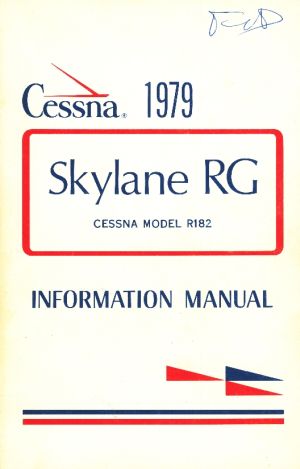 Cessna® 1979
Skylane RG
CESSNA MODEL R182
INFORMATION MANUAL